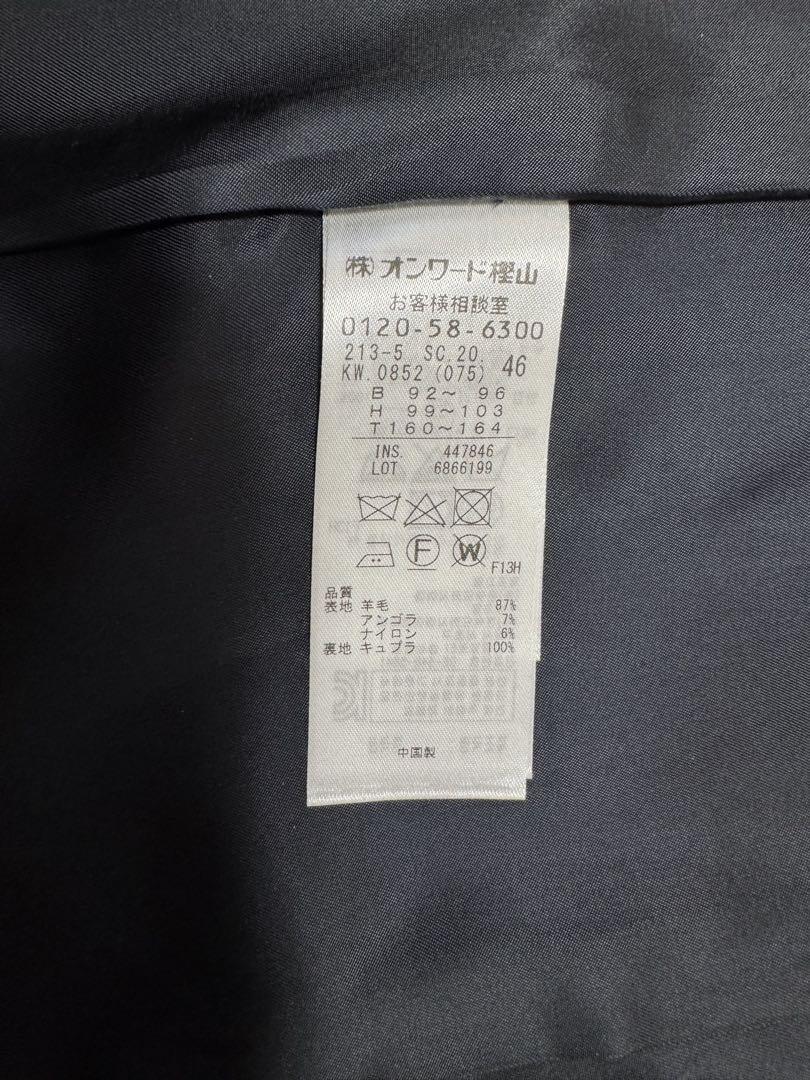 (株)オンワード樫山
お客様相談室
0120-58-6300
213-5 SC.20. 46
KW.0852 (075)
B 92～ 96
H 99～103
T160～164
INS. 447846
LOT 6866199
F
W
F13H
品質
表地 羊毛 87%
アンゴラ 7%
ナイロン 6%
裏地 キュプラ 100%
中国製